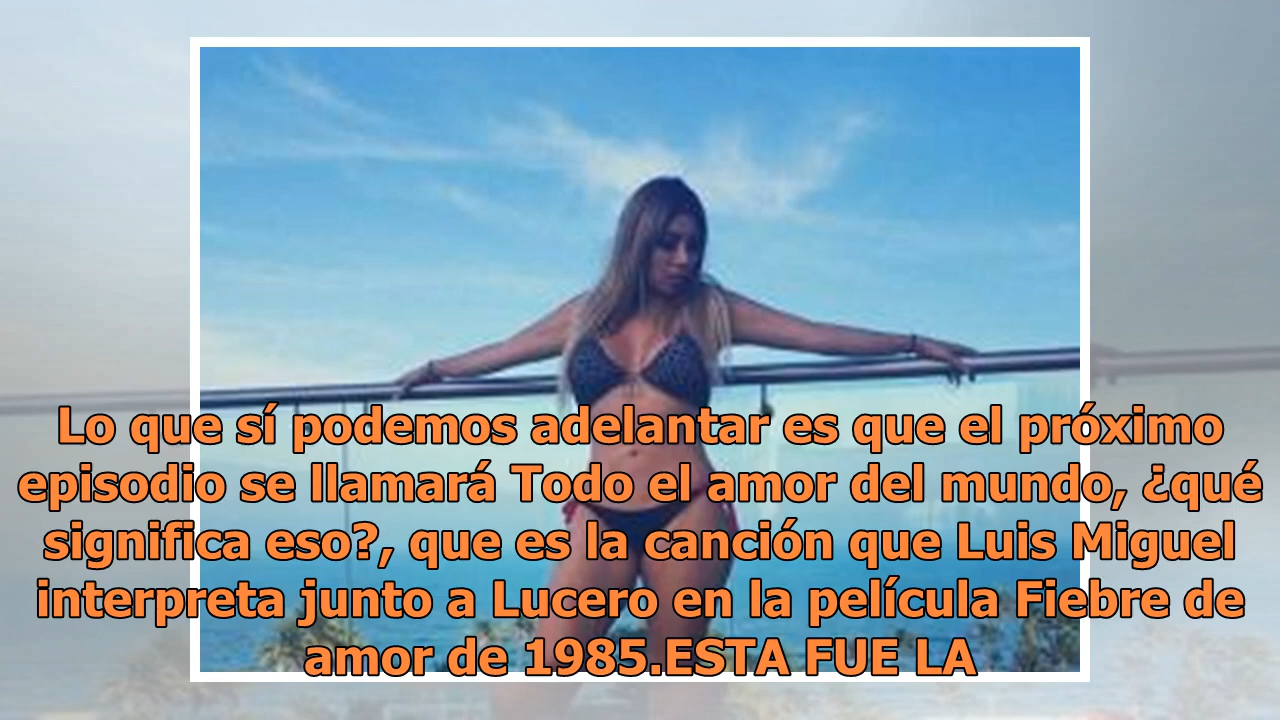 Lo que sí podemos adelantar es que el próximo
episodio se llamará Todo el amor del mundo, ¿qué
significa eso?, que es la canción que Luis Miguel
interpreta junto a Lucero en la película Fiebre de
amor de 1985.ESTA FUE LA